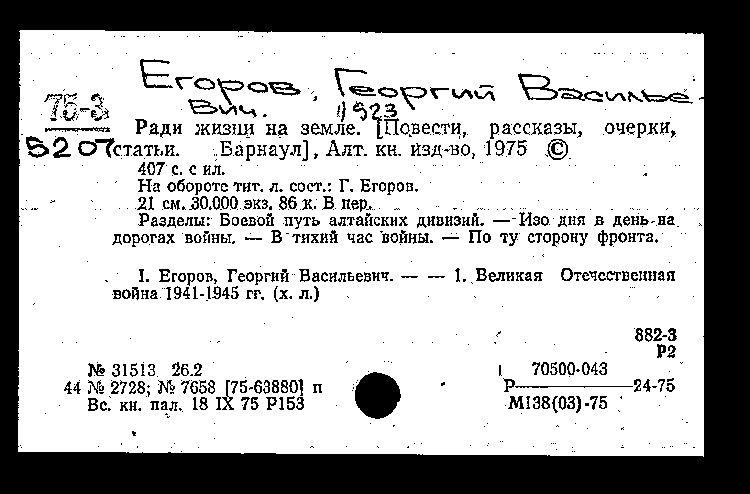 Егоров, Георгий Василье-
вич. 1923
75-3
5207
Ради жизни на земле. [Повести, рассказы, очерки,
статьи. Барнаул], Алт. кн. изд-во, 1975 ©
407 с. с ил.
На обороте тит. л. сост.: Г. Егоров.
21 см. 30.000 экз. 86 к. В пер.
Разделы: Боевой путь алтайских дивизий. — Изо дня в день на
дорогах войны. — В тихий час войны. — По ту сторону фронта.
I. Егоров, Георгий Васильевич. — — 1. Великая Отечественная
война 1941-1945 гг. (х. л.)
882-3
Р2
№ 31513 26.2
44 № 2728; № 7658 [75-63880] п
Вс. кн. пал. 18 IX 75 Р153
70500-043
Р——24-75
М138(03)-75